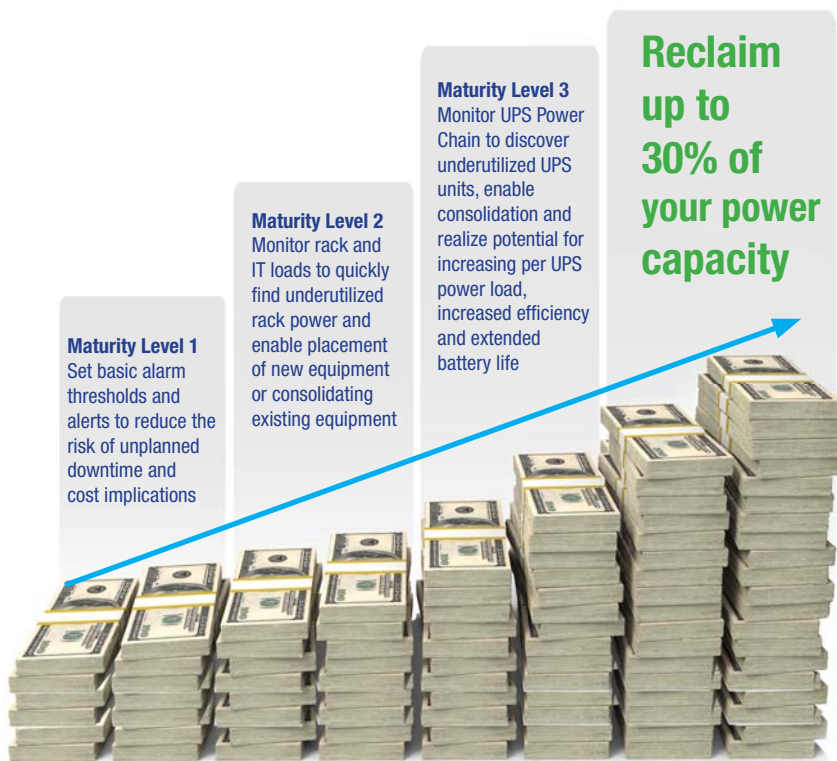 Maturity Level 1
Set basic alarm
thresholds and
alerts to reduce the
risk of unplanned
downtime and
cost implications
Maturity Level 2
Monitor rack and
IT loads to quickly
find underutilized
rack power and
enable placement
of new equipment
or consolidating
existing equipment
Maturity Level 3
Monitor UPS Power
Chain to discover
underutilized UPS
units, enable
consolidation and
realize potential for
increasing per UPS
power load,
increased efficiency
and extended
battery life
Reclaim
up to
30% of
your power
capacity